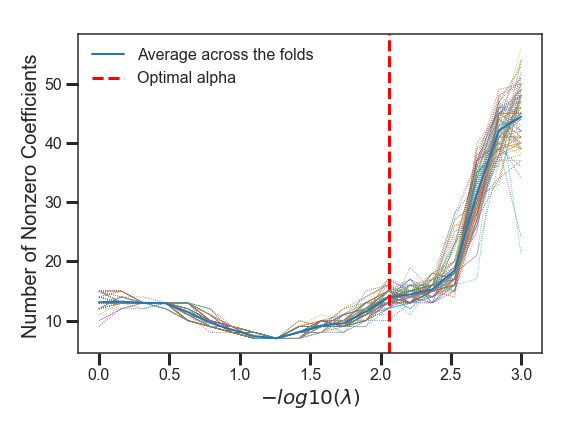 Average across the folds
Optimal alpha
Number of Nonzero Coefficients
50
40
30
20
10
0.0 0.5 1.0 1.5 2.0 2.5 3.0
−log10(λ)